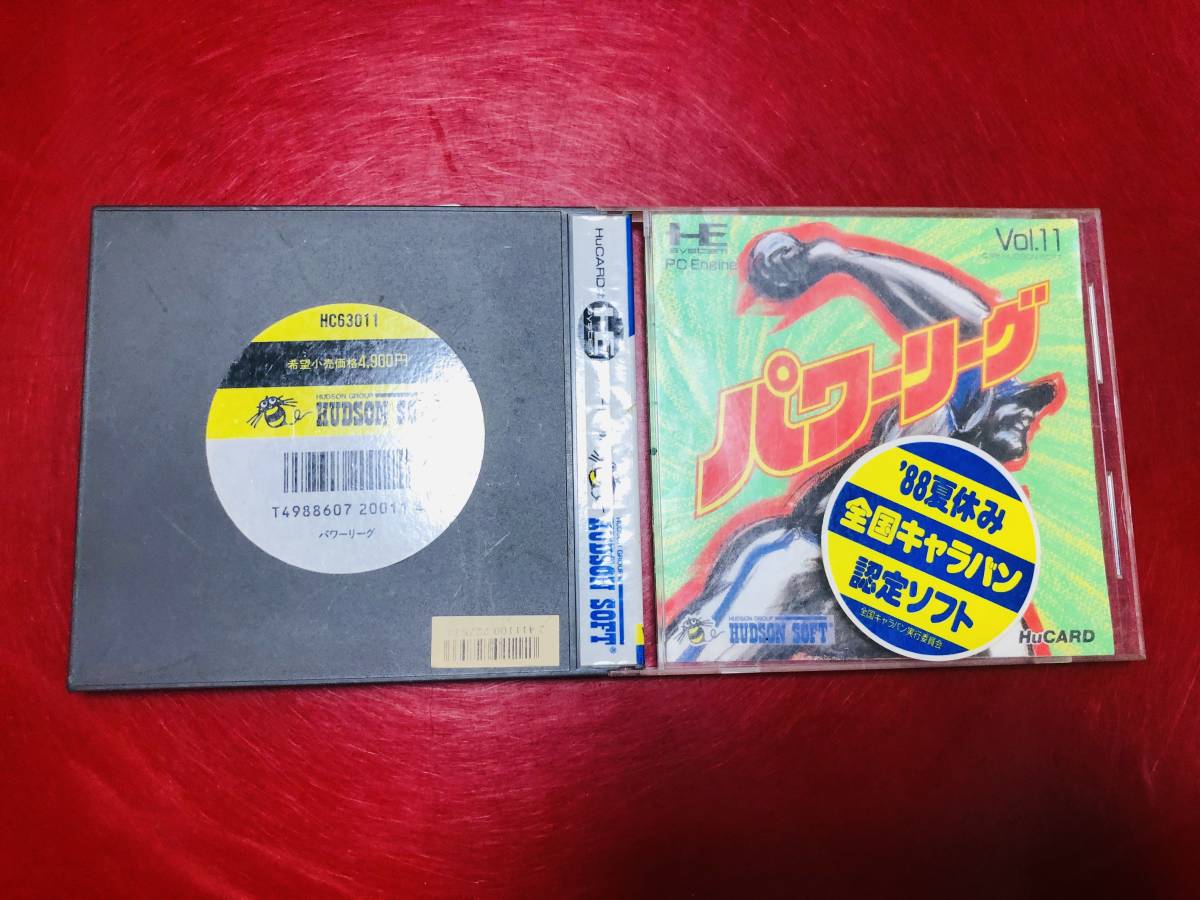 HC63011
希望小売価格4,900円
HUDSON GROUP
HUDSON SO
T4988607 20011
パワーリーグ
HuCARD
HUDSON GROUP
HUDSON SOFT®
HE
system
PC Engine
Vol.11
パワーリーグ
'88夏休み
全国キャラバン
認定ソフト
全国キャラバン実行委員会
HUDSON GROUP
HUDSON SOFT
HuCARD